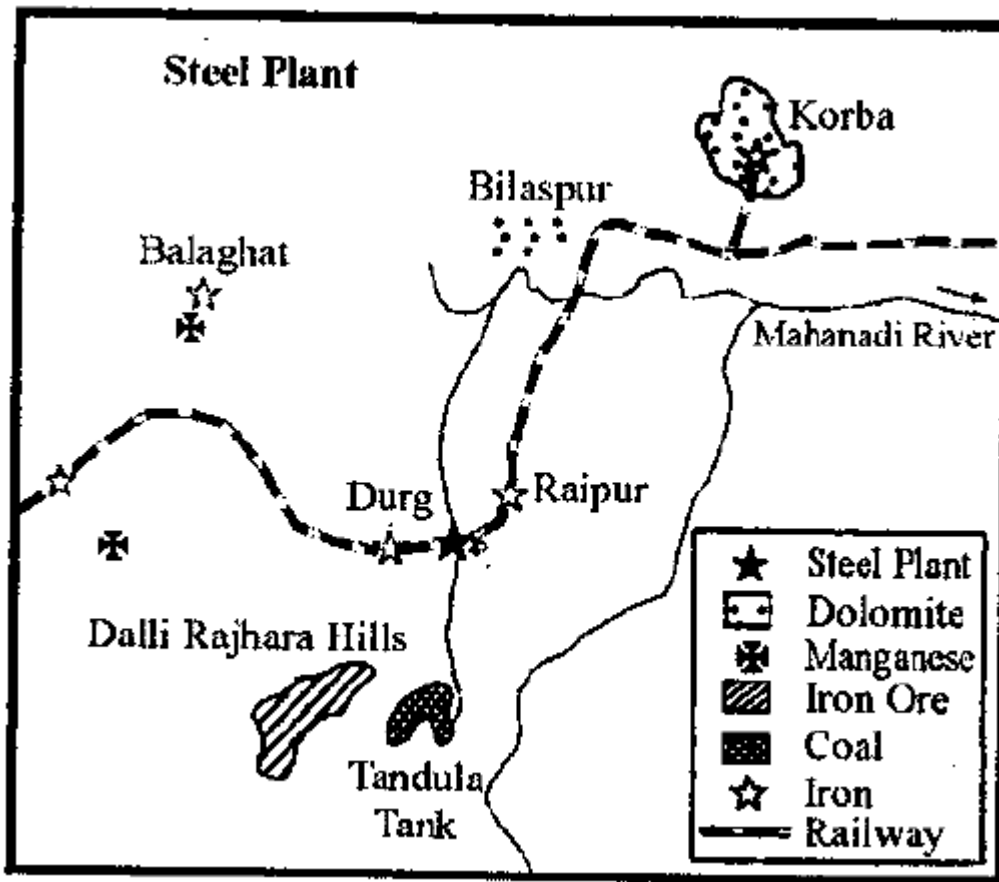 Steel Plant
Korba
Bilaspur
Balaghat
Mahanadi River
Durg
Raipur
Dalli Rajhara Hills
Tandula
Tank
Steel Plant
Dolomite
Manganese
Iron Ore
Coal
Iron
Railway